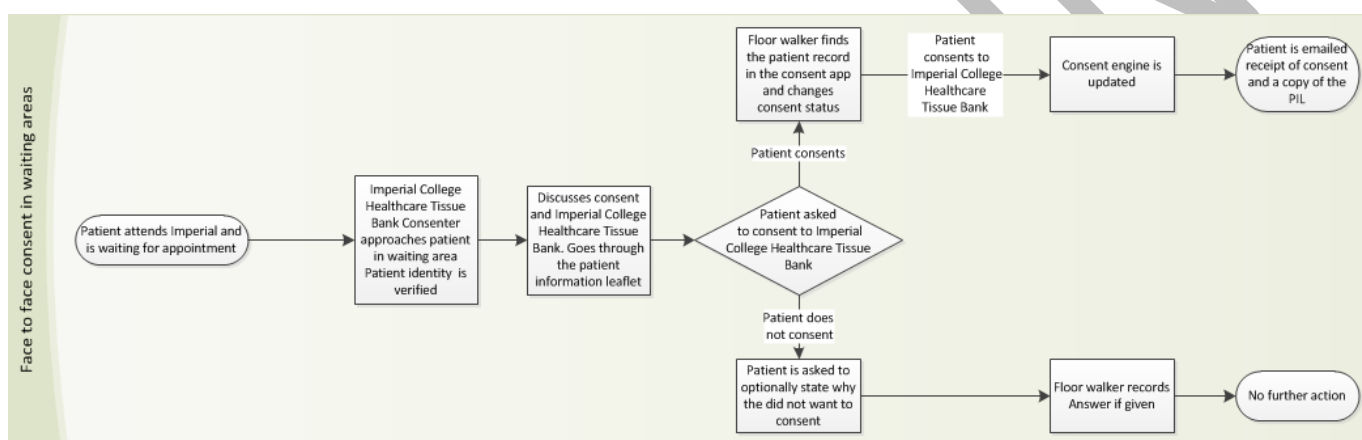 Face to face consent in waiting areas
Patient attends Imperial and
is waiting for appointment
Imperial College
Healthcare Tissue
Bank Consenter
approaches patient
in waiting area
Patient identity is
verified
Discusses consent
and Imperial College
Healthcare Tissue
Bank. Goes through
the patient
information leaflet
Patient asked
to consent to Imperial
College Healthcare Tissue
Bank
Patient consents
Floor walker finds
the patient record
in the consent app
and changes
consent status
Patient
consents to
Imperial College
Healthcare
Tissue Bank
Consent engine is
updated
Patient is emailed
receipt of consent
and a copy of the
PIL
Patient does
not consent
Patient is asked to
optionally state why
the did not want to
consent
Floor walker records
Answer if given
No further action